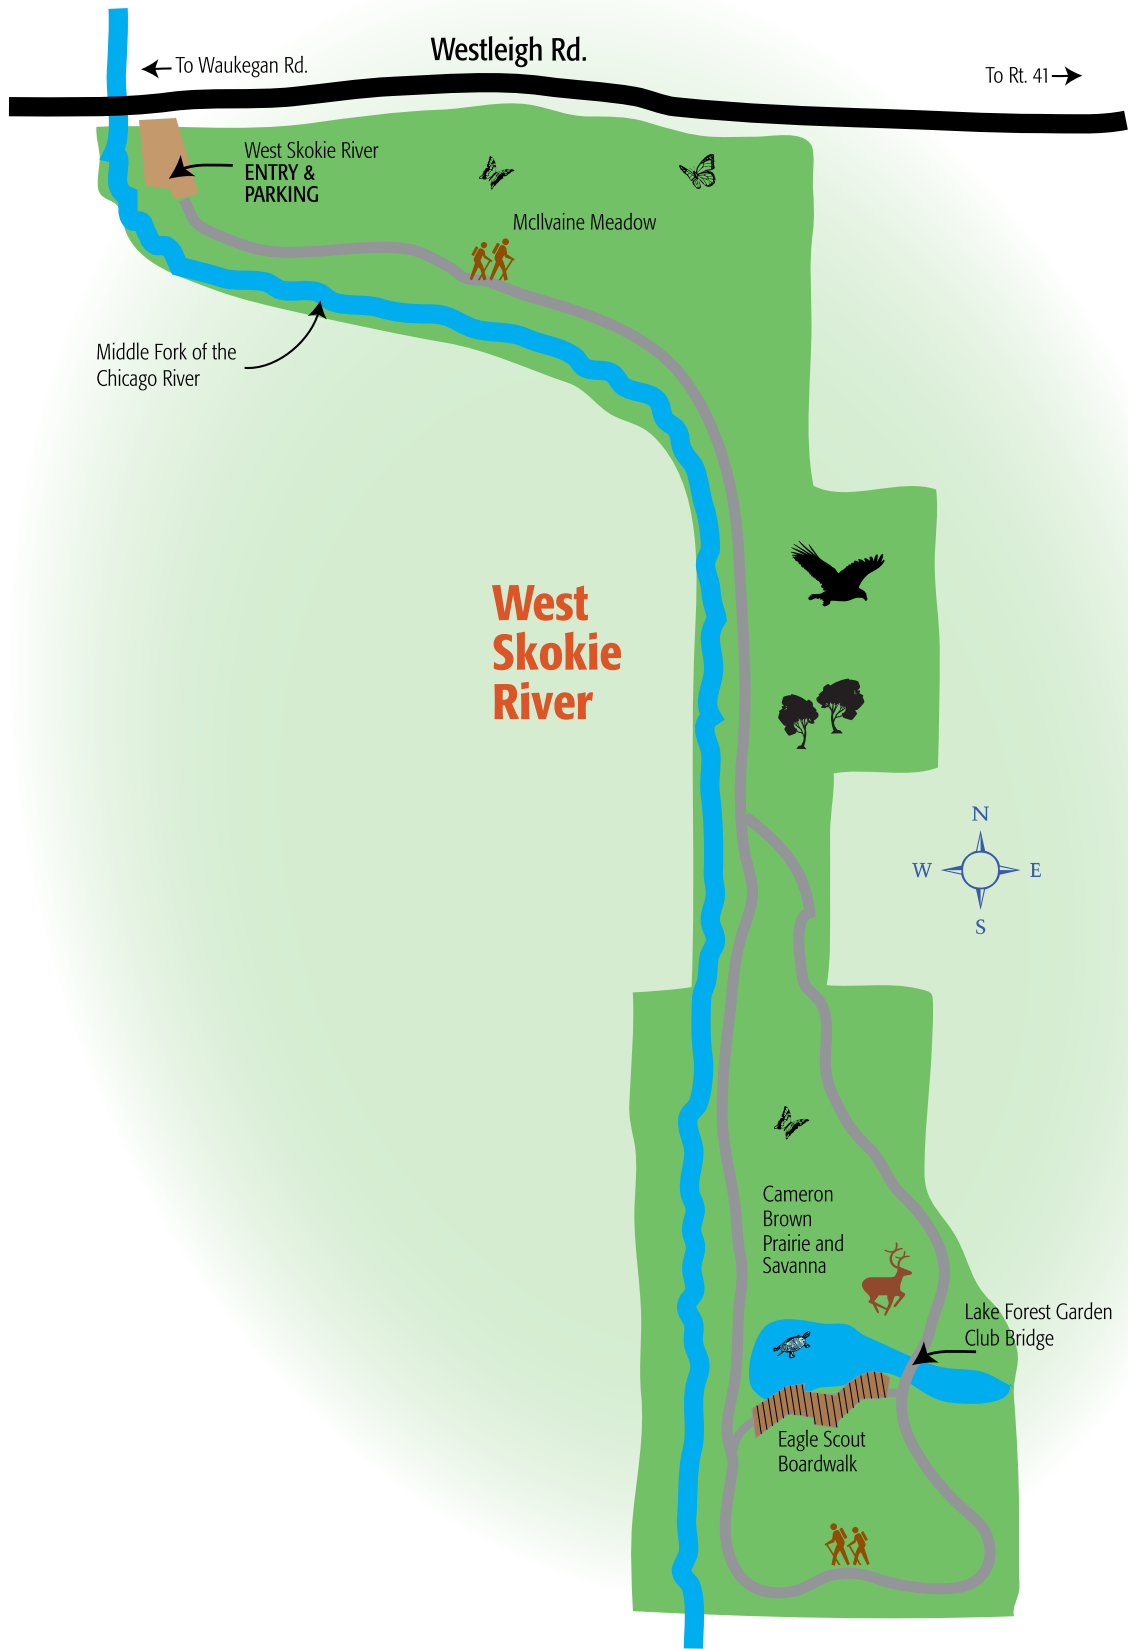 Westleigh Rd.
To Waukegan Rd.
To Rt. 41
West Skokie River
ENTRY &
PARKING
McIlvaine Meadow
Middle Fork of the
Chicago River
West
Skokie
River
N
W
E
S
Cameron
Brown
Prairie and
Savanna
Lake Forest Garden
Club Bridge
Eagle Scout
Boardwalk